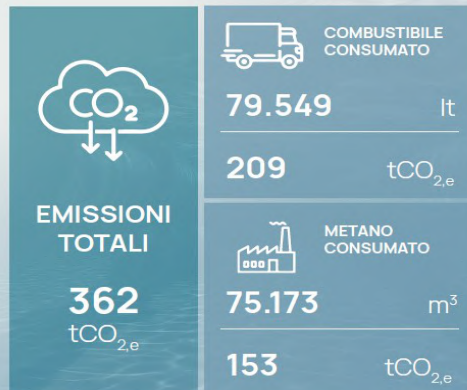 CO₂
EMISSIONI
TOTALI
362
tCO₂,e
COMBUSTIBILE
CONSUMATO
79.549 lt
209 tCO₂,e
METANO
CONSUMATO
75.173 m³
153 tCO₂,e